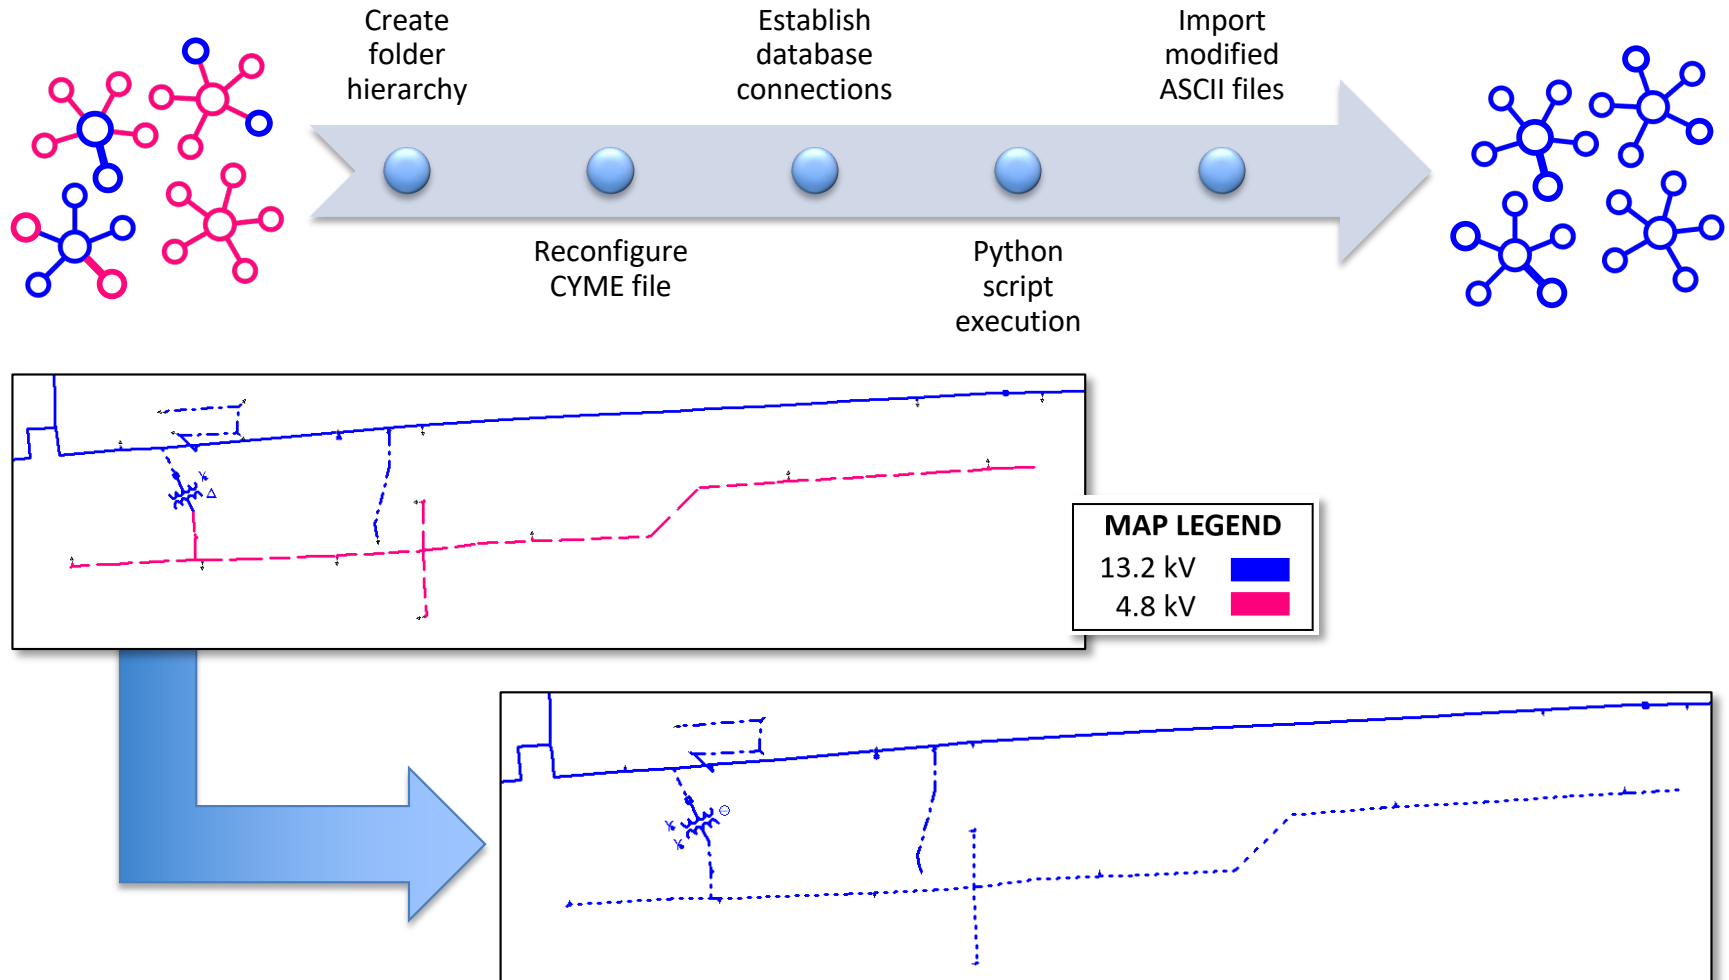 Create
folder
hierarchy
Establish
database
connections
Import
modified
ASCII files
Reconfigure
CYME file
Python
script
execution
MAP LEGEND
13.2 kV
4.8 kV